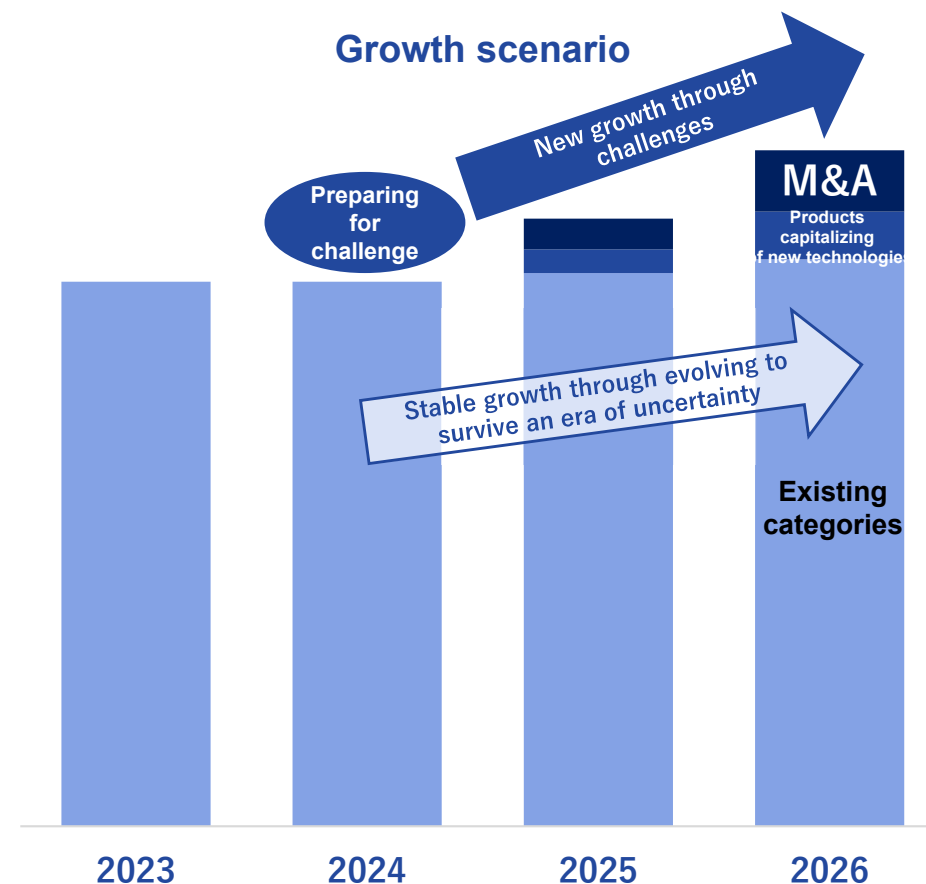 Growth scenario
New growth through
challenges
Preparing
for
challenge
M&A
Products
capitalizing
of new technologies
Stable growth through evolving to
survive an era of uncertainty
Existing
categories
2023
2024
2025
2026